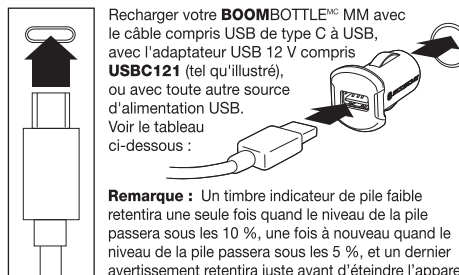 Recharger votre BOOMBOTTLEᴹᶜ MM avec
le câble compris USB de type C à USB,
avec l'adaptateur USB 12 V compris
USBC121 (tel qu'illustré),
ou avec toute autre source
d'alimentation USB.
Voir le tableau
ci-dessous :
Remarque : Un timbre indicateur de pile faible
retentira une seule fois quand le niveau de la pile
passera sous les 10 %, une fois à nouveau quand le
niveau de la pile passera sous les 5 %, et un dernier
avertissement retentira juste avant d'éteindre l'appare